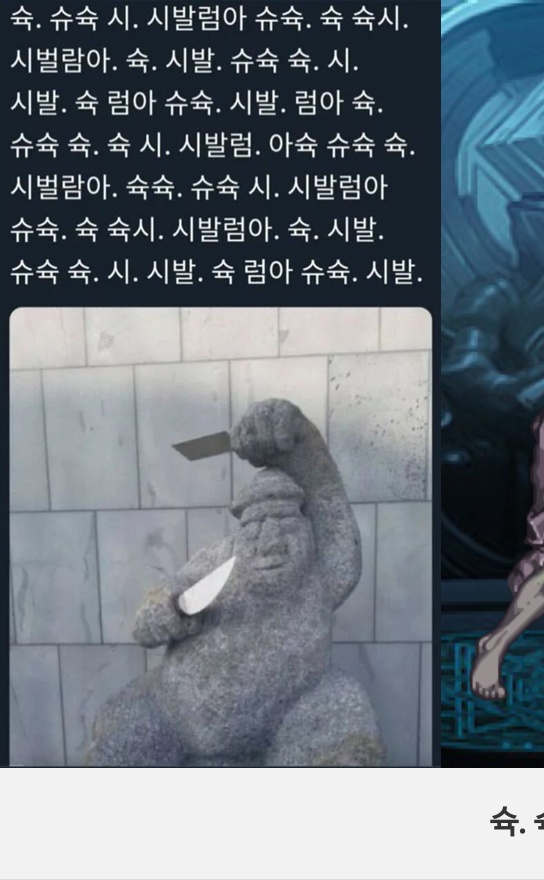 슉. 슈슉 시. 시발럼아 슈슉. 슉 슉시.
시벌람아. 슉. 시발. 슈슉 슉. 시.
시발. 슉 럼아 슈슉. 시발. 럼아 슉.
슈슉 슉. 슉 시. 시발럼. 아슉 슈슉 슉.
시벌람아. 슉슉. 슈슉 시. 시발럼아
슈슉. 슉 슉시. 시발럼아. 슉. 시발.
슈슉 슉. 시. 시발. 슉 럼아 슈슉. 시발.
슉.